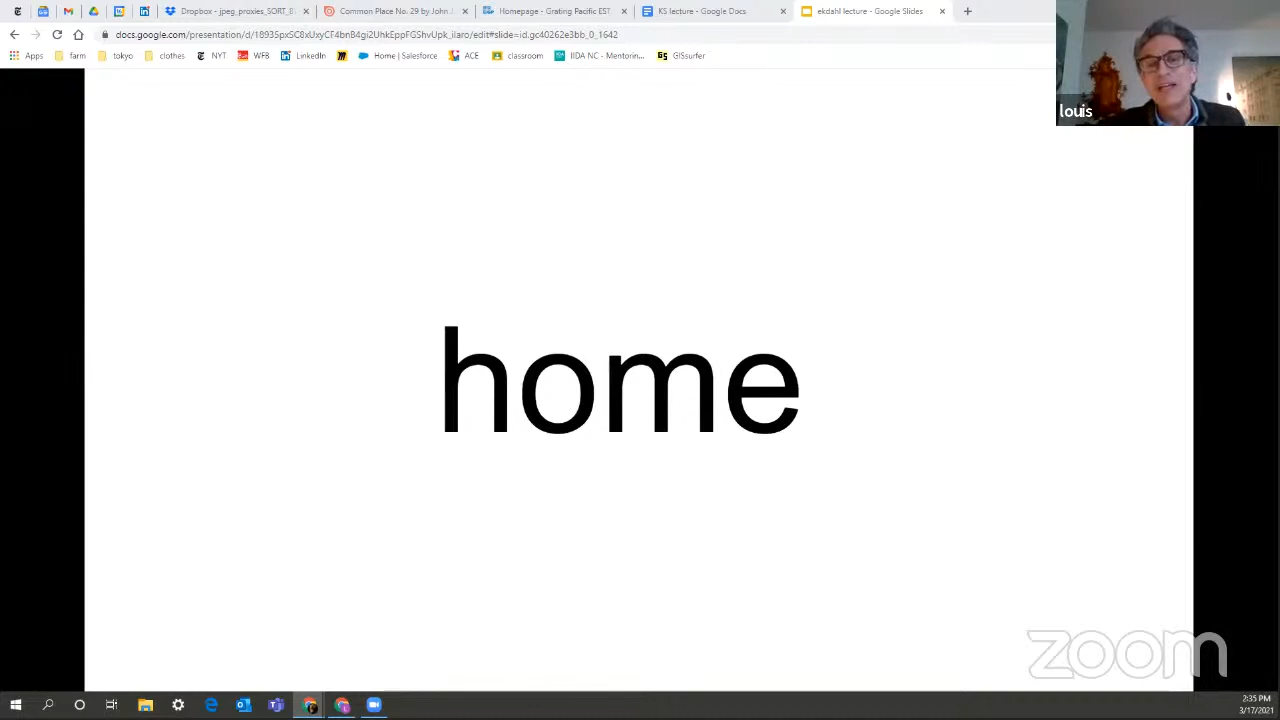 Dropbox - jpeg_proxies_SORT_I
Common Place No. 29 by John J
Homepage - Grating Pacific EST
KS lecture - Google Docs
ekdahl lecture - Google Slides
Apps
farm
tokyo
clothes
NYT
WFB
LinkedIn
Home | Salesforce
ACE
classroom
IIDA NC - Mentorin...
GISsurfer
louis
home
zoom
2:35 PM
3/17/2021